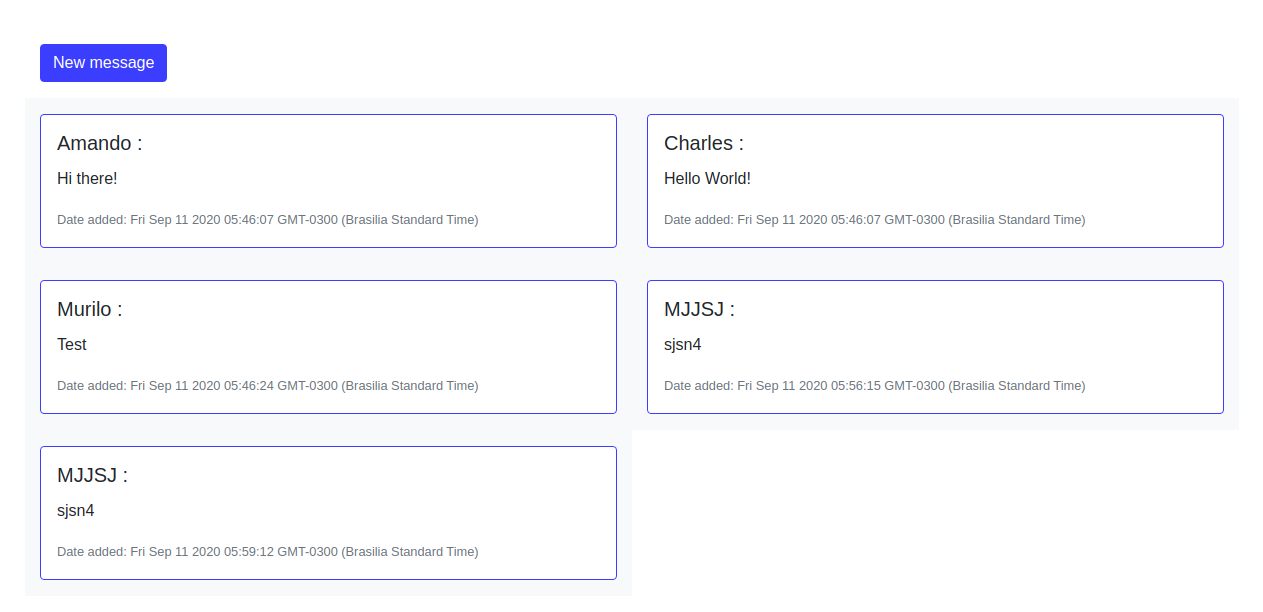 New message
Amando :
Hi there!
Date added: Fri Sep 11 2020 05:46:07 GMT-0300 (Brasilia Standard Time)
Charles :
Hello World!
Date added: Fri Sep 11 2020 05:46:07 GMT-0300 (Brasilia Standard Time)
Murilo :
Test
Date added: Fri Sep 11 2020 05:46:24 GMT-0300 (Brasilia Standard Time)
MJJSJ :
sjsn4
Date added: Fri Sep 11 2020 05:56:15 GMT-0300 (Brasilia Standard Time)
MJJSJ :
sjsn4
Date added: Fri Sep 11 2020 05:59:12 GMT-0300 (Brasilia Standard Time)